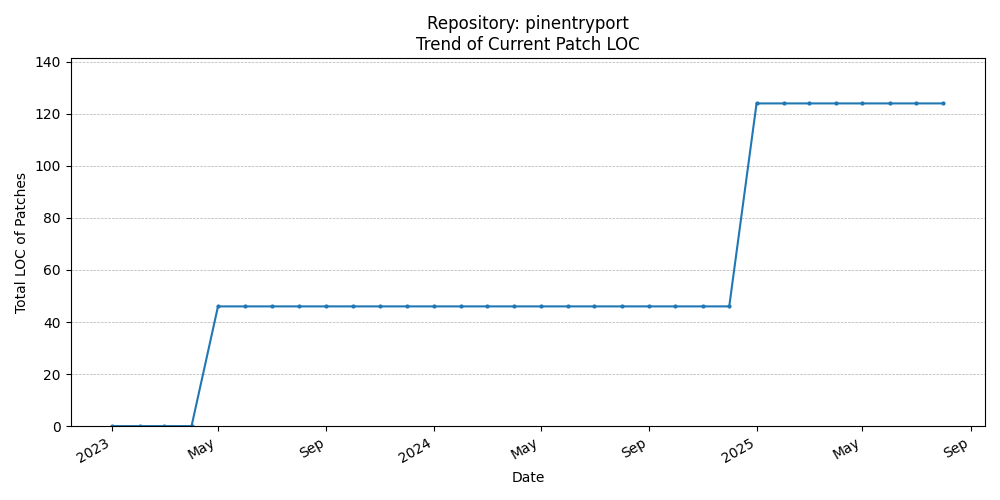 Repository: pinentryport
Trend of Current Patch LOC
Total LOC of Patches
140
120
100
80
60
40
20
0
2023
May
Sep
2024
May
Sep
2025
May
Sep
Date